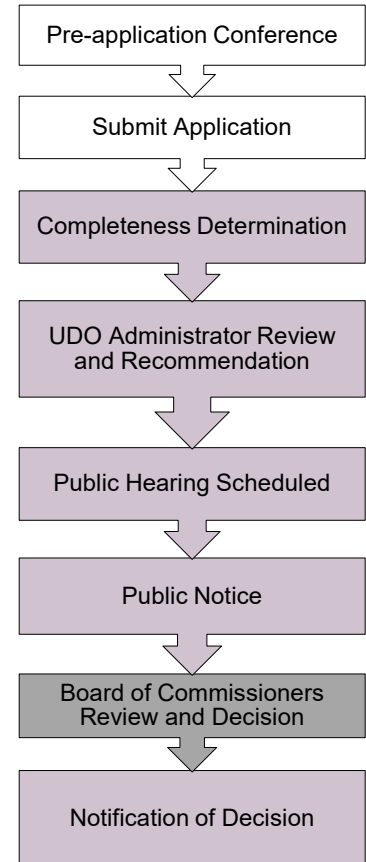 Pre-application Conference
Submit Application
Completeness Determination
UDO Administrator Review
and Recommendation
Public Hearing Scheduled
Public Notice
Board of Commissioners
Review and Decision
Notification of Decision